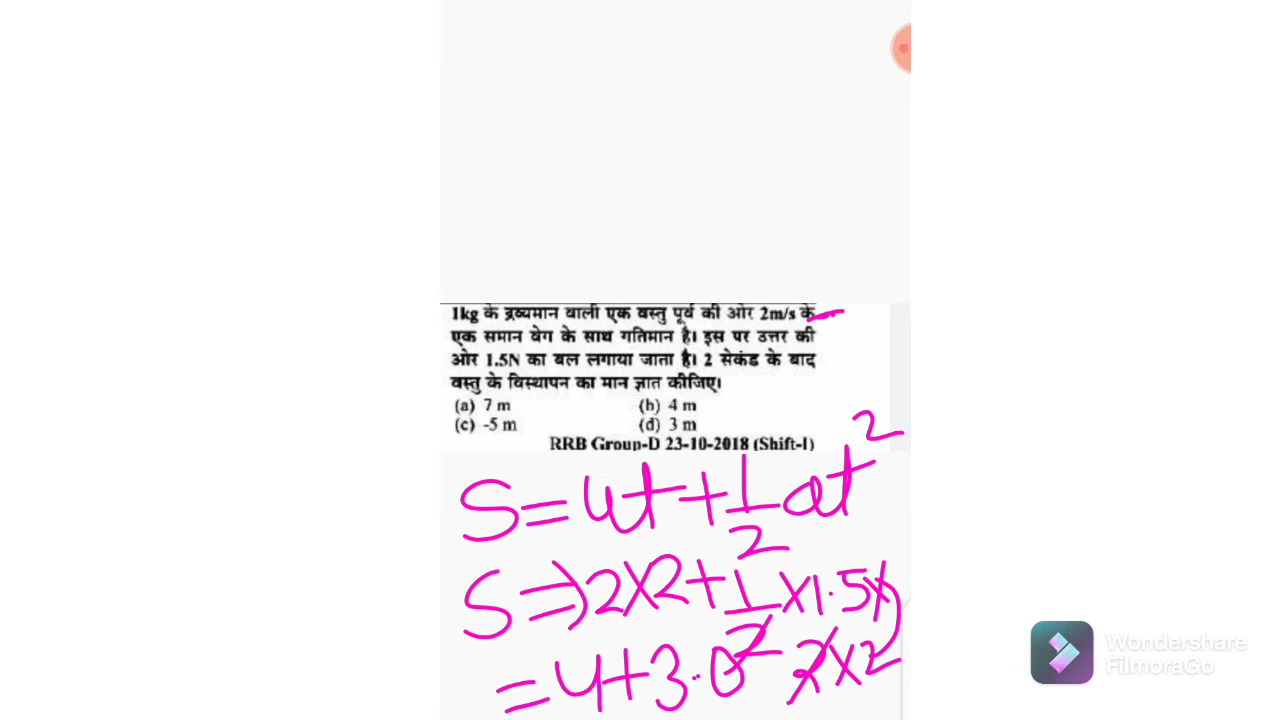 1kg के द्रव्यमान वाली एक वस्तु पूर्व की ओर 2m/s के
एक समान वेग के साथ गतिमान है। इस पर उत्तर की
ओर 1.5N का बल लगाया जाता है। 2 सेकंड के बाद
वस्तु के विस्थापन का मान ज्ञात कीजिए।
(a) 7 m (b) 4 m
(c) -5 m (d) 3 m
RRB Group-D 23-10-2018 (Shift-I)
S=ut+1/2at²
S⇒2×2+1/2×1.5×
2×2
=4+3.0
Wondershare
FilmoraGo